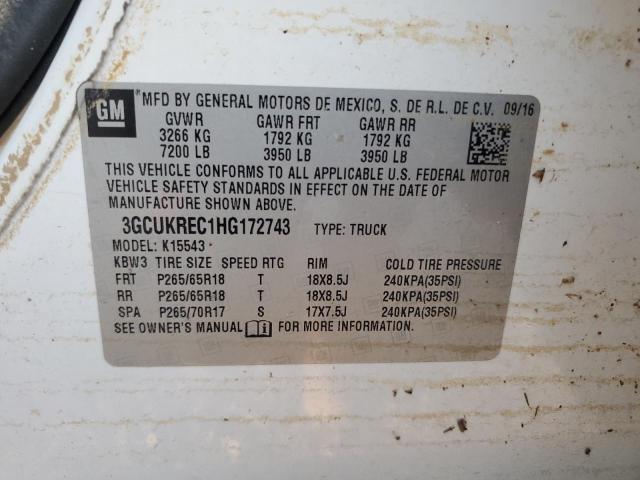 GM
*MFD BY GENERAL MOTORS DE MEXICO, S. DE R.L. DE C.V. 09/16
GVWR GAWR FRT GAWR RR
3266 KG 1792 KG 1792 KG
7200 LB 3950 LB 3950 LB
THIS VEHICLE CONFORMS TO ALL APPLICABLE U.S. FEDERAL MOTOR
VEHICLE SAFETY STANDARDS IN EFFECT ON THE DATE OF
MANUFACTURE SHOWN ABOVE.
3GCUKREC1HG172743 TYPE: TRUCK
MODEL: K15543
KBW3 TIRE SIZE SPEED RTG RIM COLD TIRE PRESSURE
FRT P265/65R18 T 18X8.5J 240KPA(35PSI)
RR P265/65R18 T 18X8.5J 240KPA(35PSI)
SPA P265/70R17 S 17X7.5J 240KPA(35PSI)
SEE OWNER'S MANUAL FOR MORE INFORMATION.